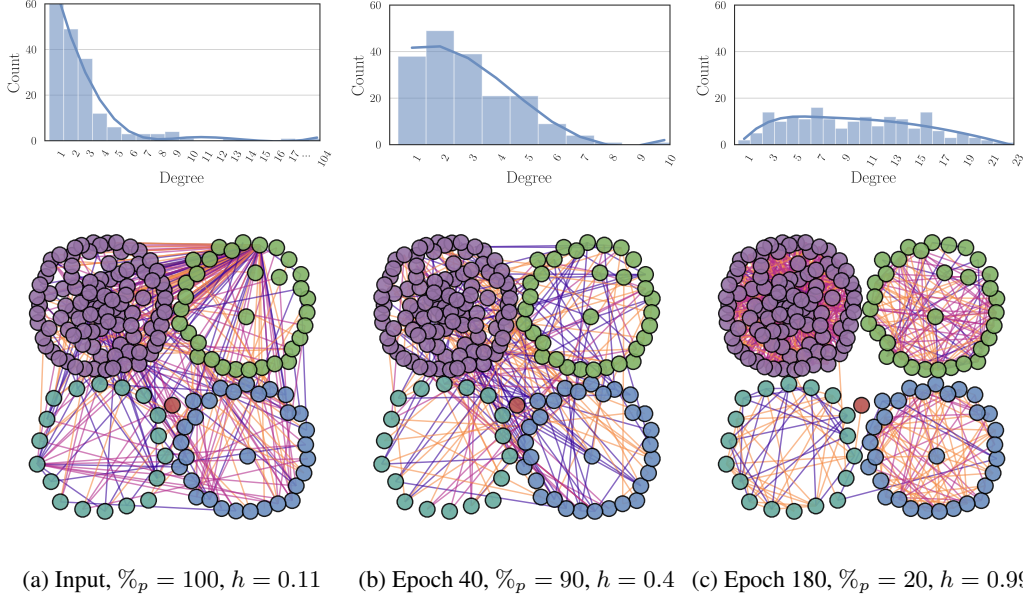 60
40
20
0
Count
1 2 3 4 5 6 7 8 9 10 11 12 13 14 15 16 17 ... 104
Degree
60
40
20
0
Count
1 2 3 4 5 6 7 8 9 10
Degree
60
40
20
0
Count
1 3 5 7 9 11 13 15 17 19 21 23
Degree
(a) Input, %p = 100, h = 0.11
(b) Epoch 40, %p = 90, h = 0.4
(c) Epoch 180, %p = 20, h = 0.99